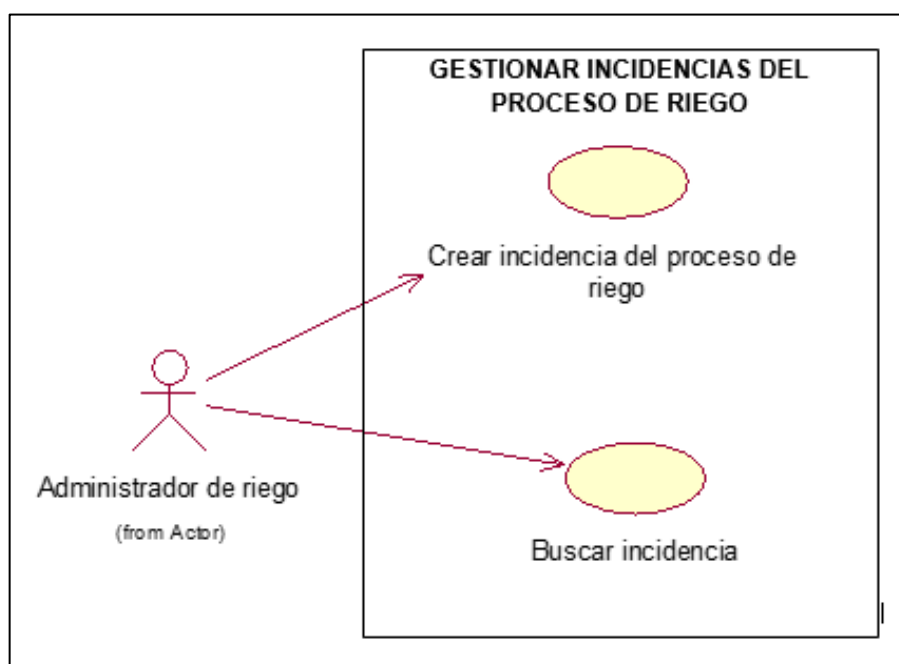 GESTIONAR INCIDENCIAS DEL
PROCESO DE RIEGO
Crear incidencia del proceso de
riego
Administrador de riego
(from Actor)
Buscar incidencia